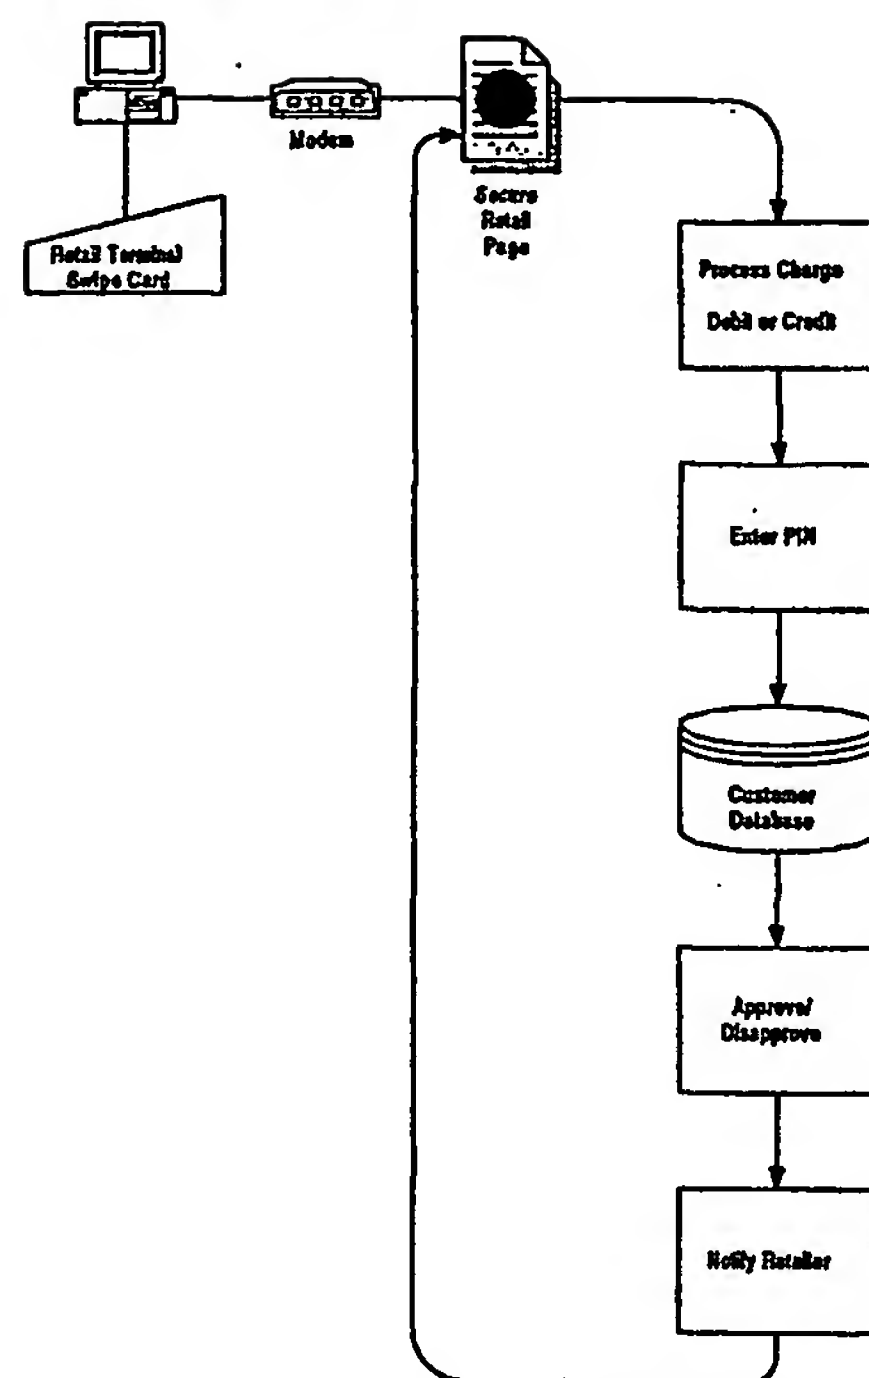 Modem
Secure
Retail
Page
Retail Terminal
Swipe Card
Process Charge
Debit or Credit
Enter PIN
Customer
Database
Approve/
Disapprove
Notify Retailer